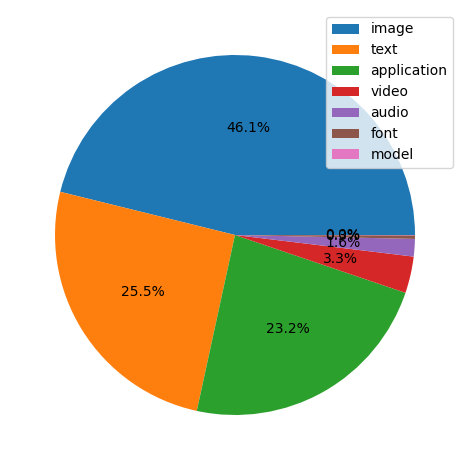 image
text
application
video
audio
font
model
46.1%
25.5%
23.2%
3.3%
1.6%